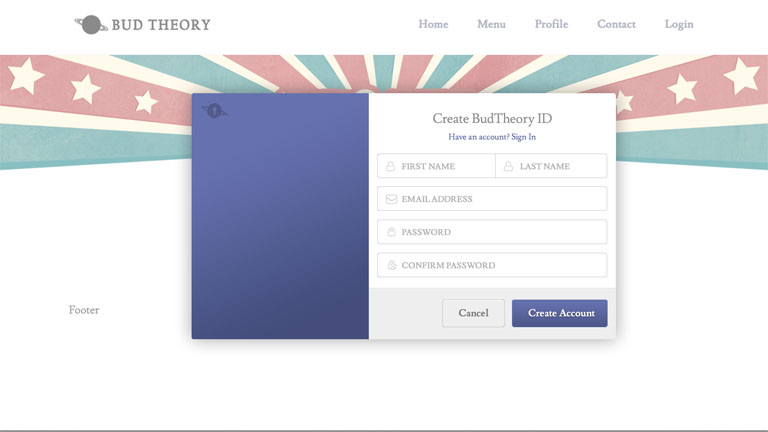 BUD THEORY
Home Menu Profile Contact Login
Create BudTheory ID
Have an account? Sign In
FIRST NAME LAST NAME
EMAIL ADDRESS
PASSWORD
CONFIRM PASSWORD
Footer
Cancel Create Account